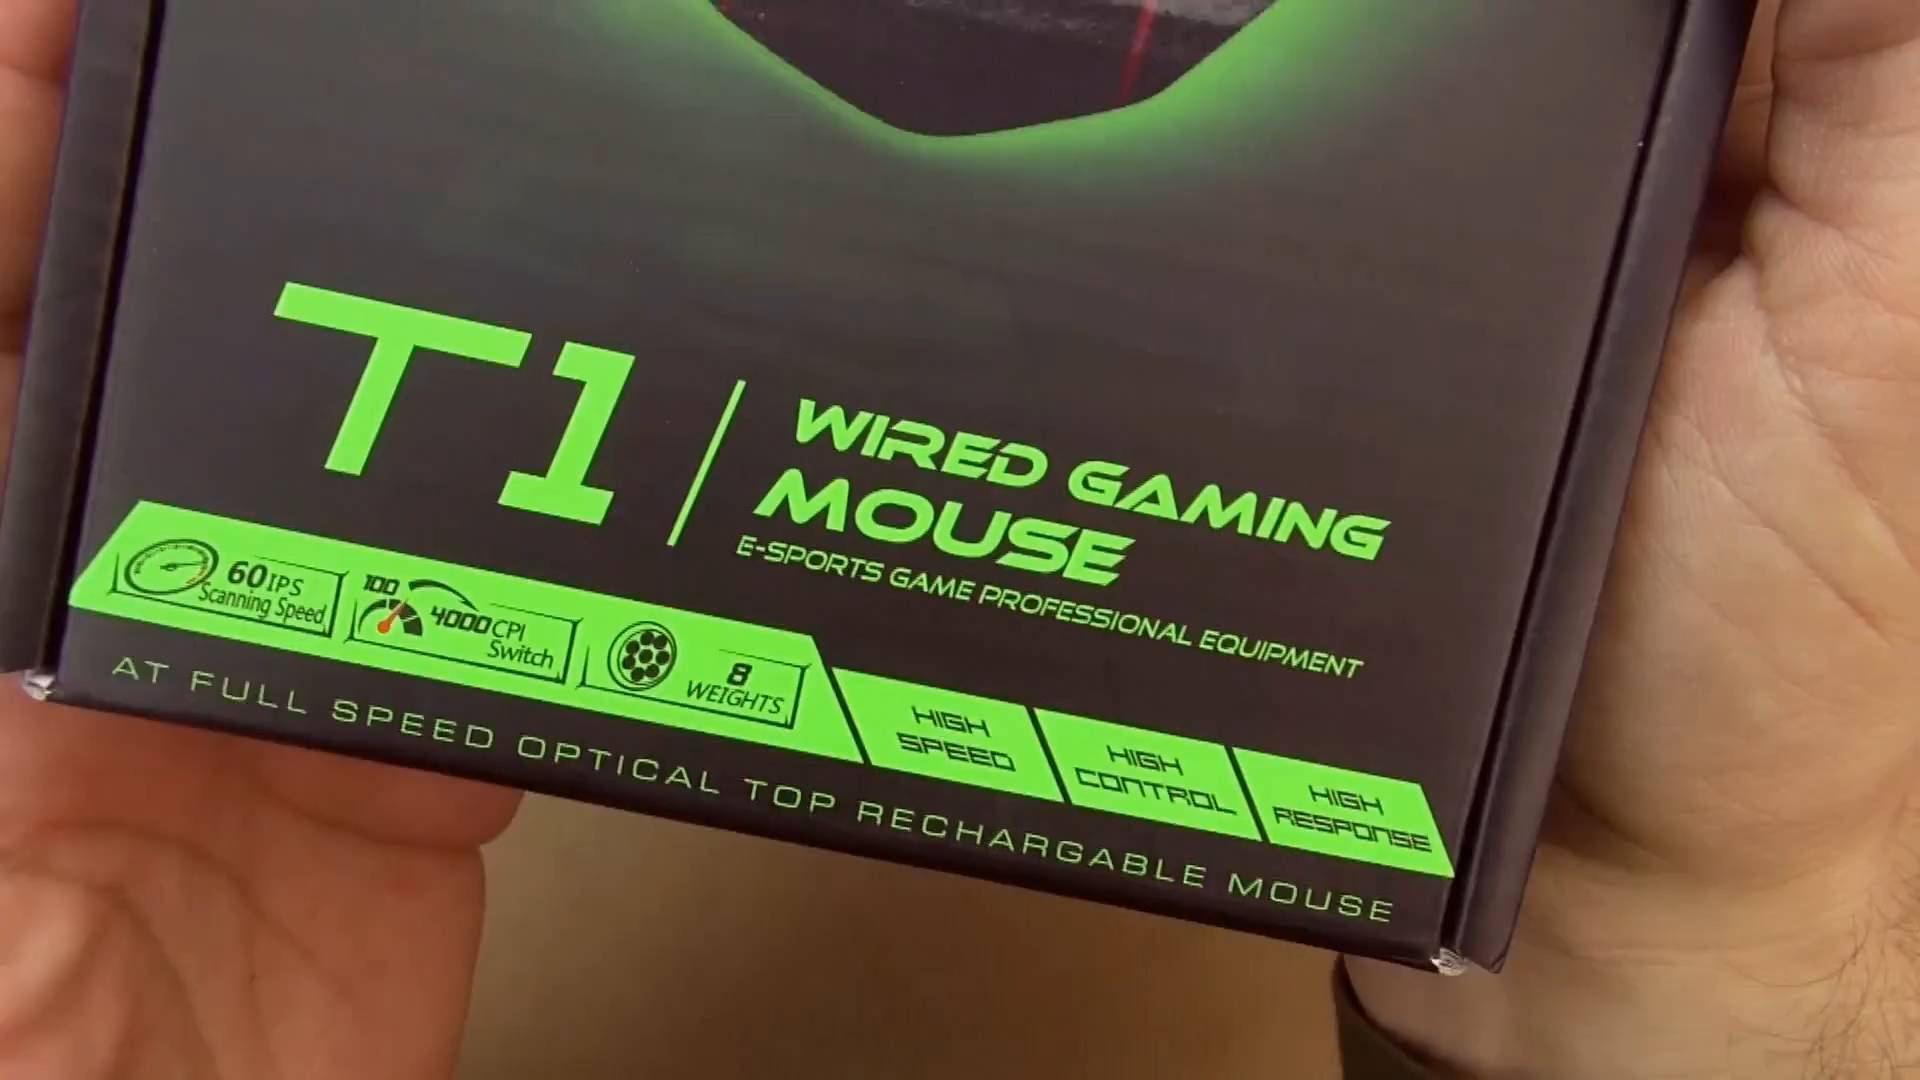 T1
WIRED GAMING
MOUSE
E-SPORTS GAME PROFESSIONAL EQUIPMENT
60IPS
Scanning Speed
100
4000CPI
Switch
8
WEIGHTS
HIGH
SPEED
HIGH
CONTROL
HIGH
RESPONSE
AT FULL SPEED OPTICAL TOP RECHARGABLE MOUSE